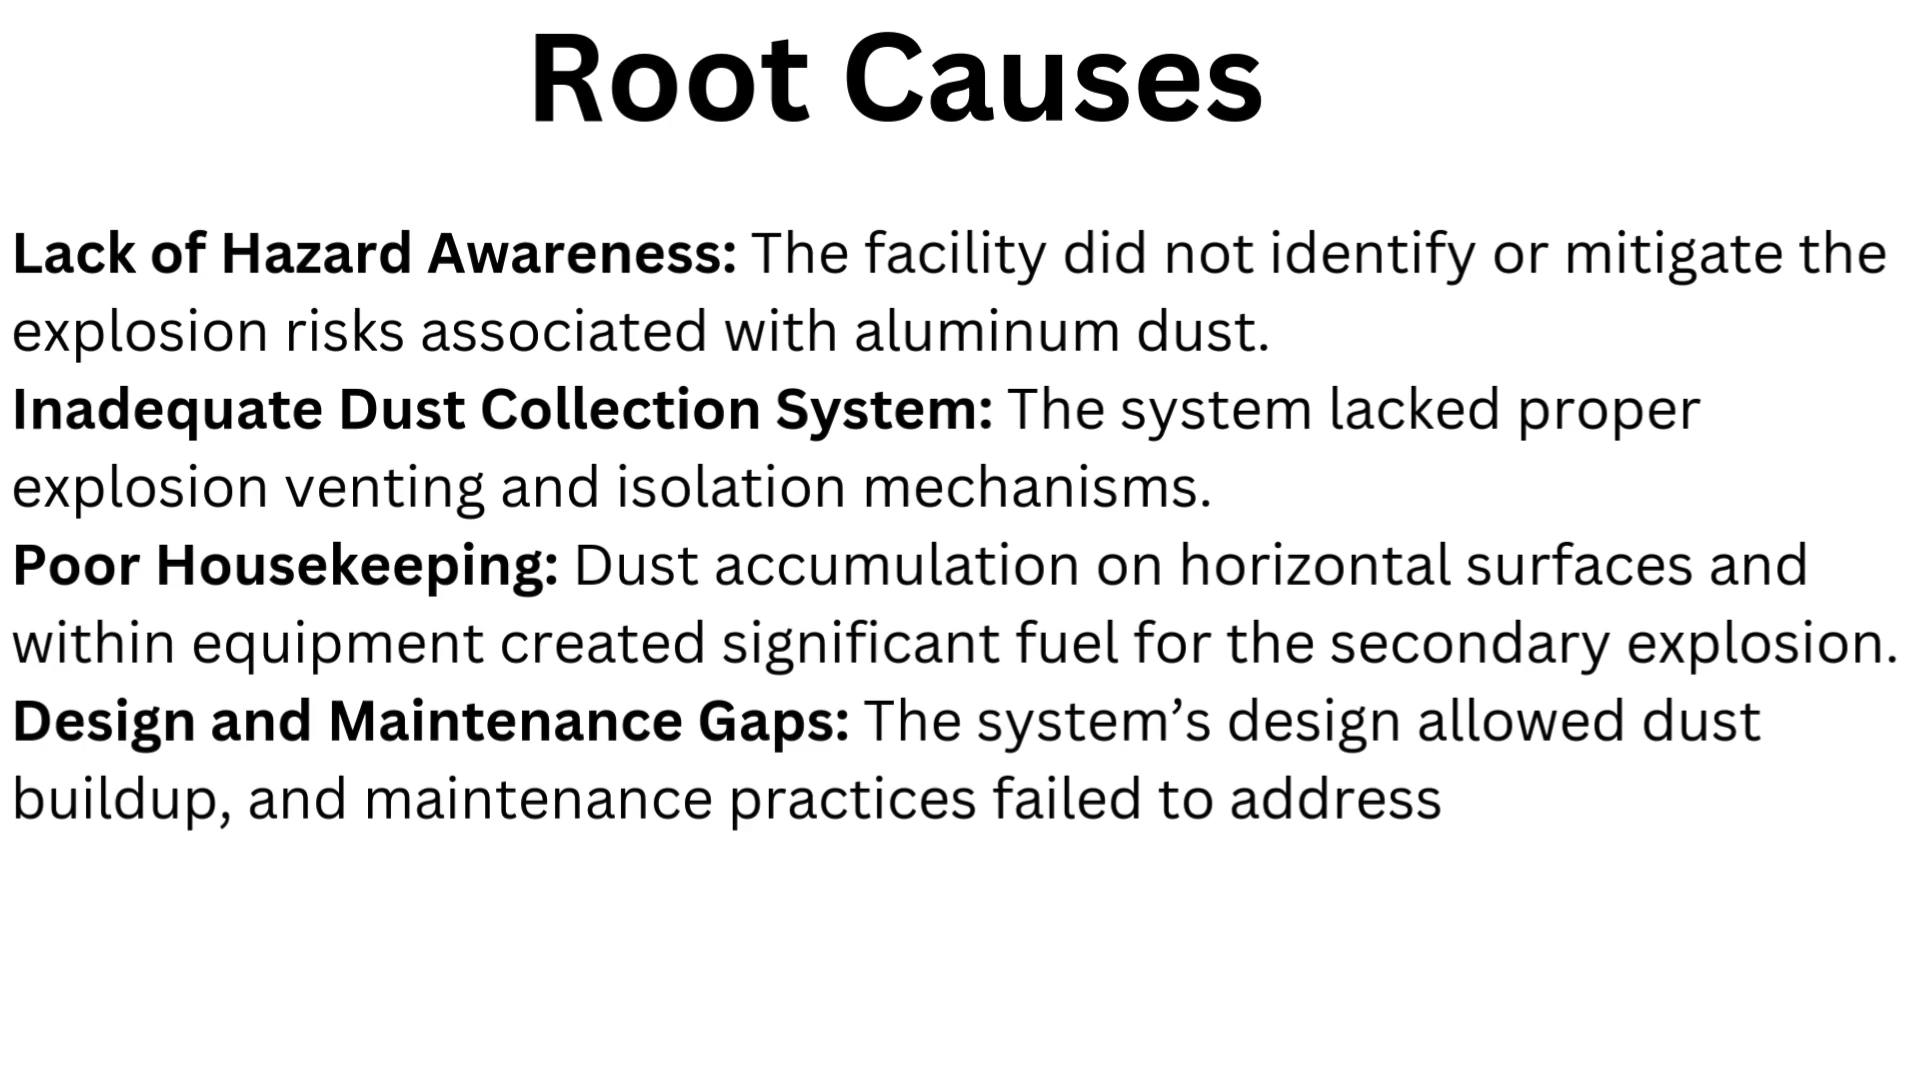 Root Causes
Lack of Hazard Awareness: The facility did not identify or mitigate the
explosion risks associated with aluminum dust.
Inadequate Dust Collection System: The system lacked proper
explosion venting and isolation mechanisms.
Poor Housekeeping: Dust accumulation on horizontal surfaces and
within equipment created significant fuel for the secondary explosion.
Design and Maintenance Gaps: The system’s design allowed dust
buildup, and maintenance practices failed to address